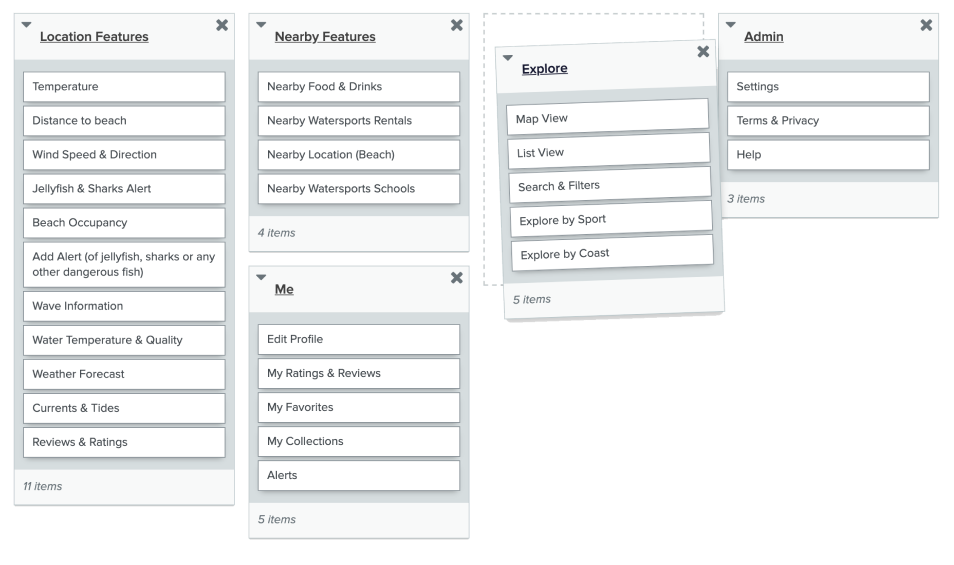 Location Features
Temperature
Distance to beach
Wind Speed & Direction
Jellyfish & Sharks Alert
Beach Occupancy
Add Alert (of jellyfish, sharks or any
other dangerous fish)
Wave Information
Water Temperature & Quality
Weather Forecast
Currents & Tides
Reviews & Ratings
11 items
Nearby Features
Nearby Food & Drinks
Nearby Watersports Rentals
Nearby Location (Beach)
Nearby Watersports Schools
4 items
Me
Edit Profile
My Ratings & Reviews
My Favorites
My Collections
Alerts
5 items
Explore
Map View
List View
Search & Filters
Explore by Sport
Explore by Coast
5 items
Admin
Settings
Terms & Privacy
Help
3 items